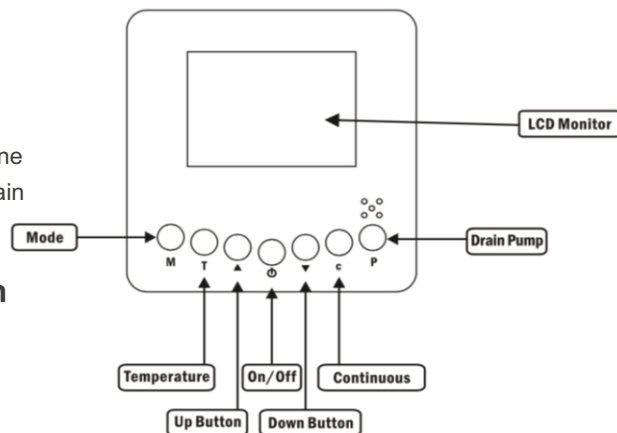 LCD Monitor
ne
ain
Mode
Drain Pump
M
T
▲
▼
c
P
n
Temperature
On/Off
Continuous
Up Button
Down Button